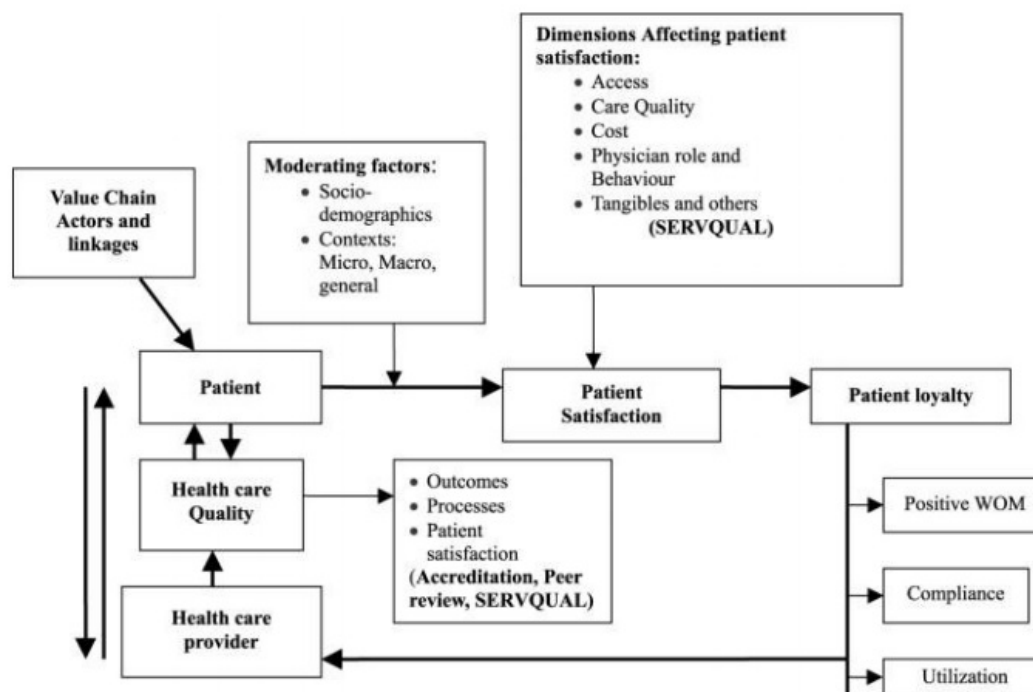 Dimensions Affecting patient
satisfaction:
• Access
• Care Quality
• Cost
• Physician role and
Behaviour
• Tangibles and others
(SERVQUAL)
Moderating factors:
• Socio-
demographics
• Contexts:
Micro, Macro,
general
Value Chain
Actors and
linkages
Patient
Patient
Satisfaction
Patient loyalty
Health care
Quality
• Outcomes
• Processes
• Patient
satisfaction
(Accreditation, Peer
review, SERVQUAL)
Positive WOM
Compliance
Health care
provider
Utilization